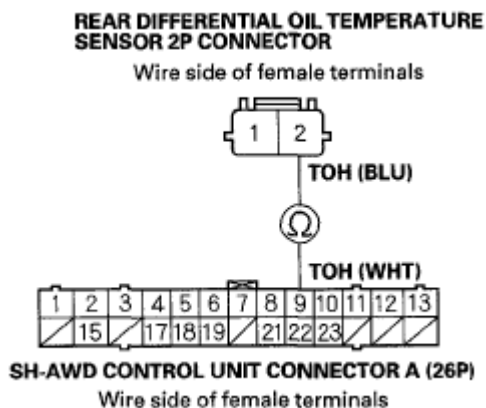 REAR DIFFERENTIAL OIL TEMPERATURE
SENSOR 2P CONNECTOR
Wire side of female terminals
1 2
TOH (BLU)
Ω
TOH (WHT)
1 2 3 4 5 6 7 8 9 10 11 12 13
15 17 18 19 21 22 23
SH-AWD CONTROL UNIT CONNECTOR A (26P)
Wire side of female terminals